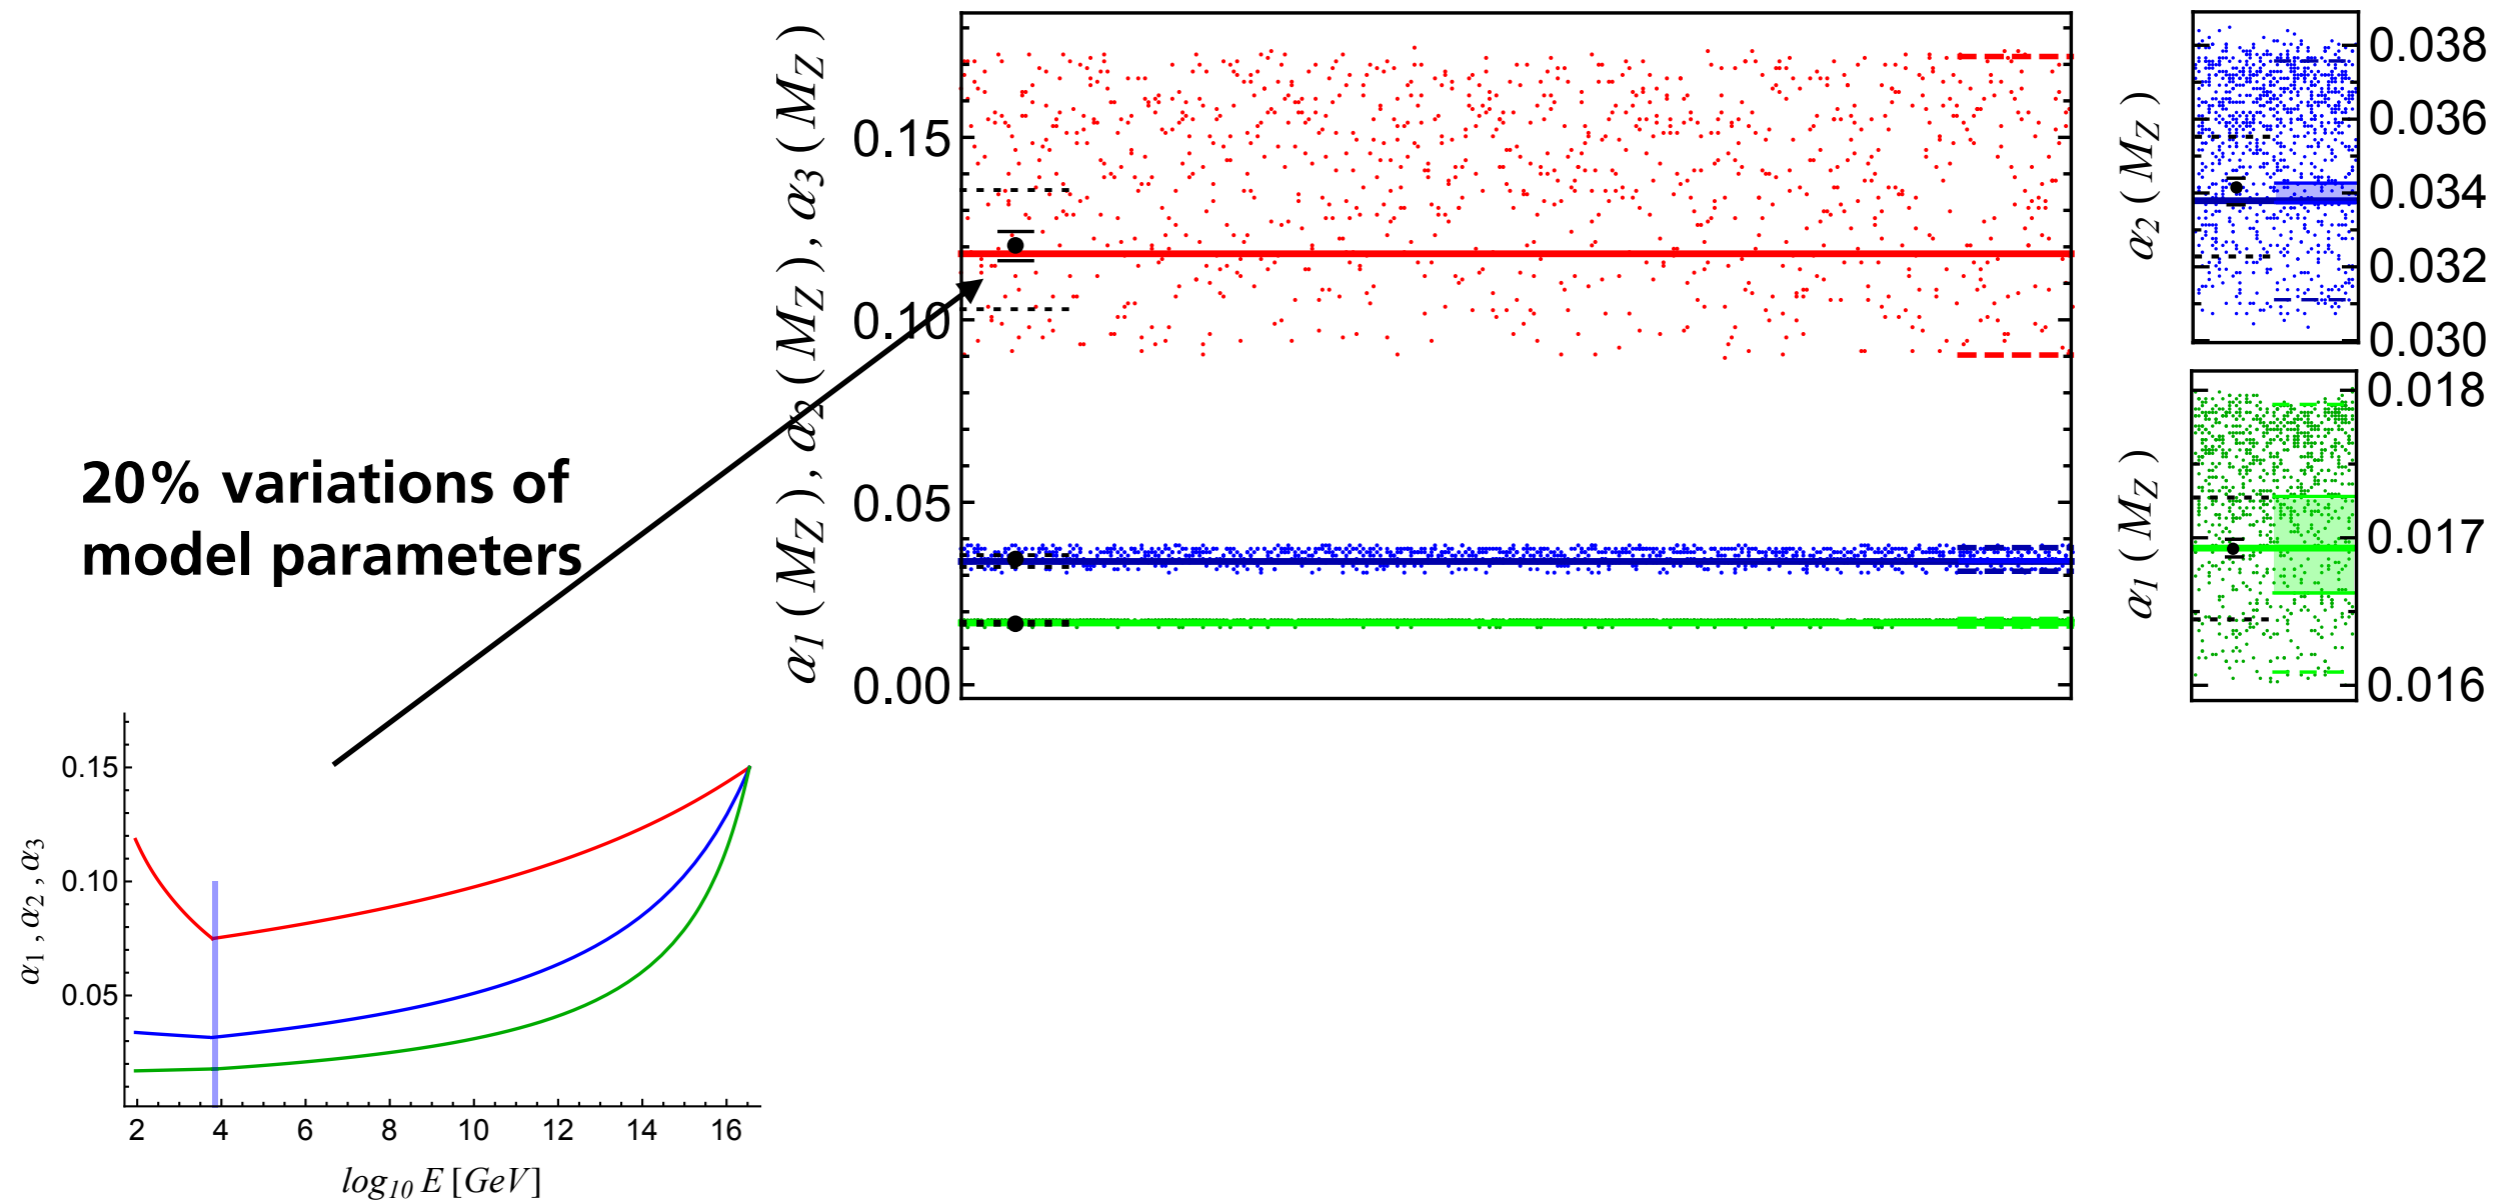 α1 (MZ), α2 (MZ), α3 (MZ)
0.15
0.10
0.05
0.00
α2 (MZ)
0.038
0.036
0.034
0.032
0.030
α1 (MZ)
0.018
0.017
0.016
20% variations of
model parameters
α1, α2, α3
0.15
0.10
0.05
2 4 6 8 10 12 14 16
log10 E [GeV]